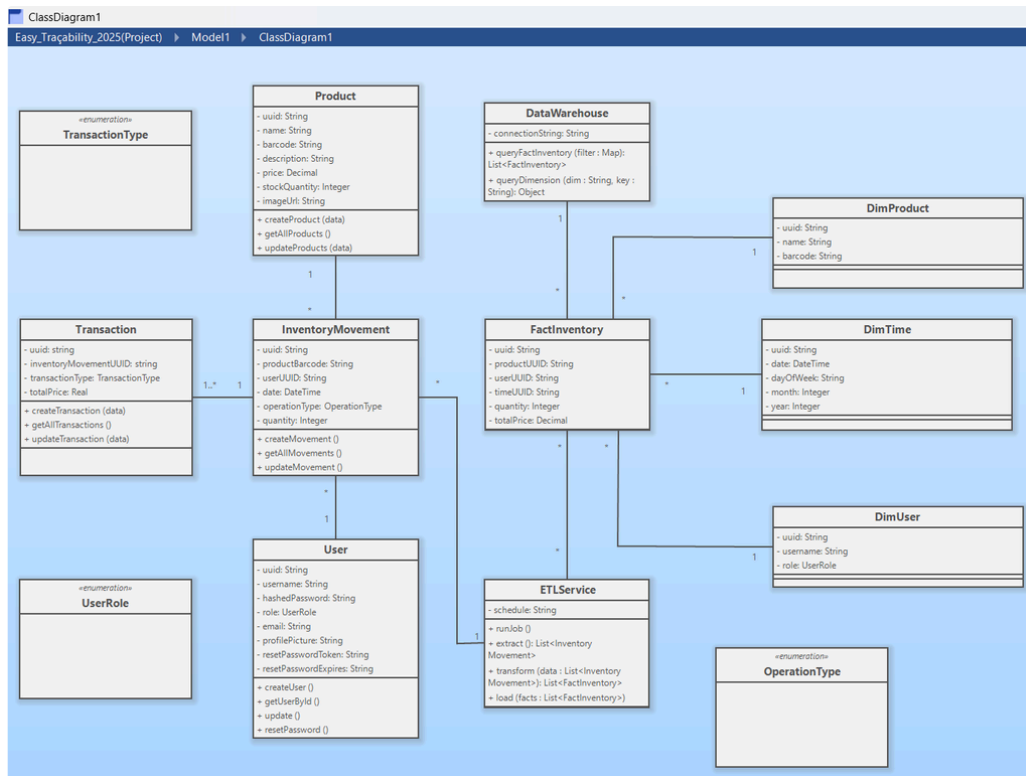 ClassDiagram1
Easy_Traçability_2025(Project) Model1 ClassDiagram1
«enumeration»
TransactionType
Product
- uuid: String
- name: String
- barcode: String
- description: String
- price: Decimal
- stockQuantity: Integer
- imageUrl: String
+ createProduct (data)
+ getAllProducts ()
+ updateProducts (data)
DataWarehouse
- connectionString: String
+ queryFactInventory (filter : Map):
List<FactInventory>
+ queryDimension (dim : String, key :
String): Object
DimProduct
- uuid: String
- name: String
- barcode: String
1
*
1
*
1
*
Transaction
- uuid: string
- inventoryMovementUUID: string
- transactionType: TransactionType
- totalPrice: Real
+ createTransaction (data)
+ getAllTransactions ()
+ updateTransaction (data)
1..*
1
InventoryMovement
- uuid: String
- productBarcode: String
- userUUID: String
- date: DateTime
- operationType: OperationType
- quantity: Integer
+ createMovement ()
+ getAllMovements ()
+ updateMovement ()
*
FactInventory
- uuid: String
- productUUID: String
- userUUID: String
- timeUUID: String
- quantity: Integer
- totalPrice: Decimal
*
1
DimTime
- uuid: String
- date: DateTime
- dayOfWeek: String
- month: Integer
- year: Integer
*
*
*
1
*
1
DimUser
- uuid: String
- username: String
- role: UserRole
User
- uuid: String
- username: String
- hashedPassword: String
- role: UserRole
- email: String
- profilePicture: String
- resetPasswordToken: String
- resetPasswordExpires: String
+ createUser ()
+ getUserById ()
+ update ()
+ resetPassword ()
«enumeration»
UserRole
1
ETLService
- schedule: String
+ runJob ()
+ extract (): List<Inventory
Movement>
+ transform (data : List<Inventory
Movement>): List<FactInventory>
+ load (facts : List<FactInventory>)
«enumeration»
OperationType